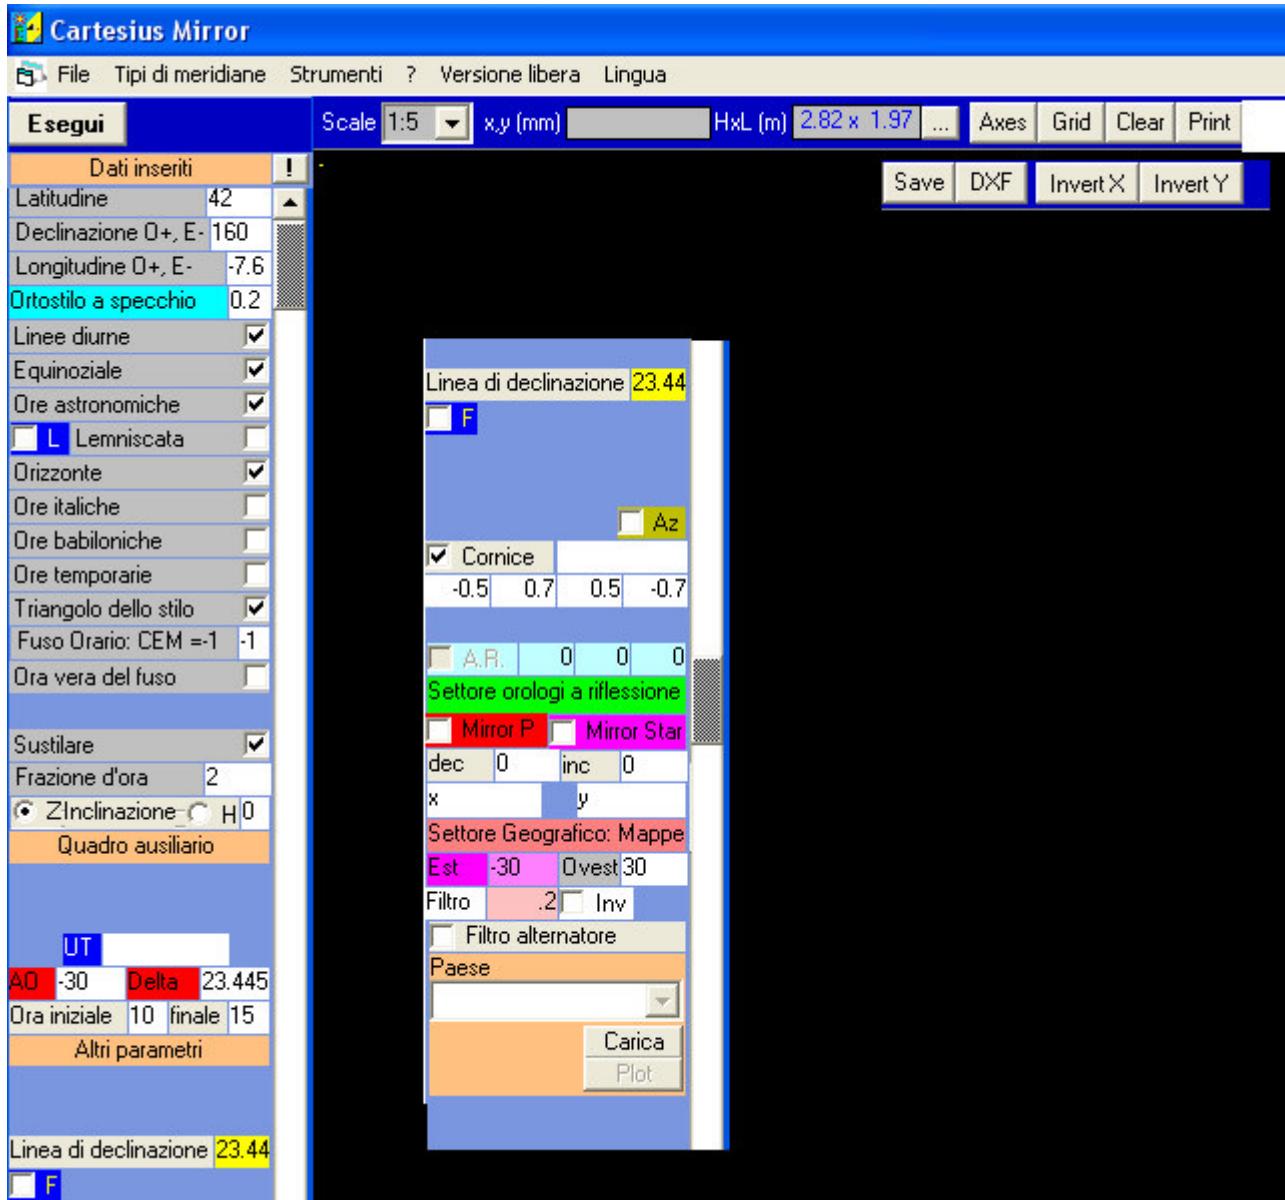 Cartesius Mirror
File Tipi di meridiane Strumenti ? Versione libera Lingua
Esegui Scale 1:5 x,y (mm) HxL (m) 2.82 x 1.97 ... Axes Grid Clear Print
Dati inseriti !
Save DXF Invert X Invert Y
Latitudine 42
Declinazione O+, E- 160
Longitudine O+, E- -7.6
Ortostilo a specchio 0.2
Linee diurne
Equinoziale
Ore astronomiche
L Lemniscata
Orizzonte
Ore italiche
Ore babiloniche
Ore temporarie
Triangolo dello stilo
Fuso Orario: CEM =-1 -1
Ora vera del fuso
Sustilare
Frazione d'ora 2
ZInclinazione H 0
Quadro ausiliario
UT
AO -30 Delta 23.445
Ora iniziale 10 finale 15
Altri parametri
Linea di declinazione 23.44
F
Linea di declinazione 23.44
F
Az
Cornice
-0.5 0.7 0.5 -0.7
A.R. 0 0 0
Settore orologi a riflessione
Mirror P Mirror Star
dec 0 inc 0
x y
Settore Geografico: Mappe
Est -30 Ovest 30
Filtro .2 Inv
Filtro alternatore
Paese
Carica
Plot